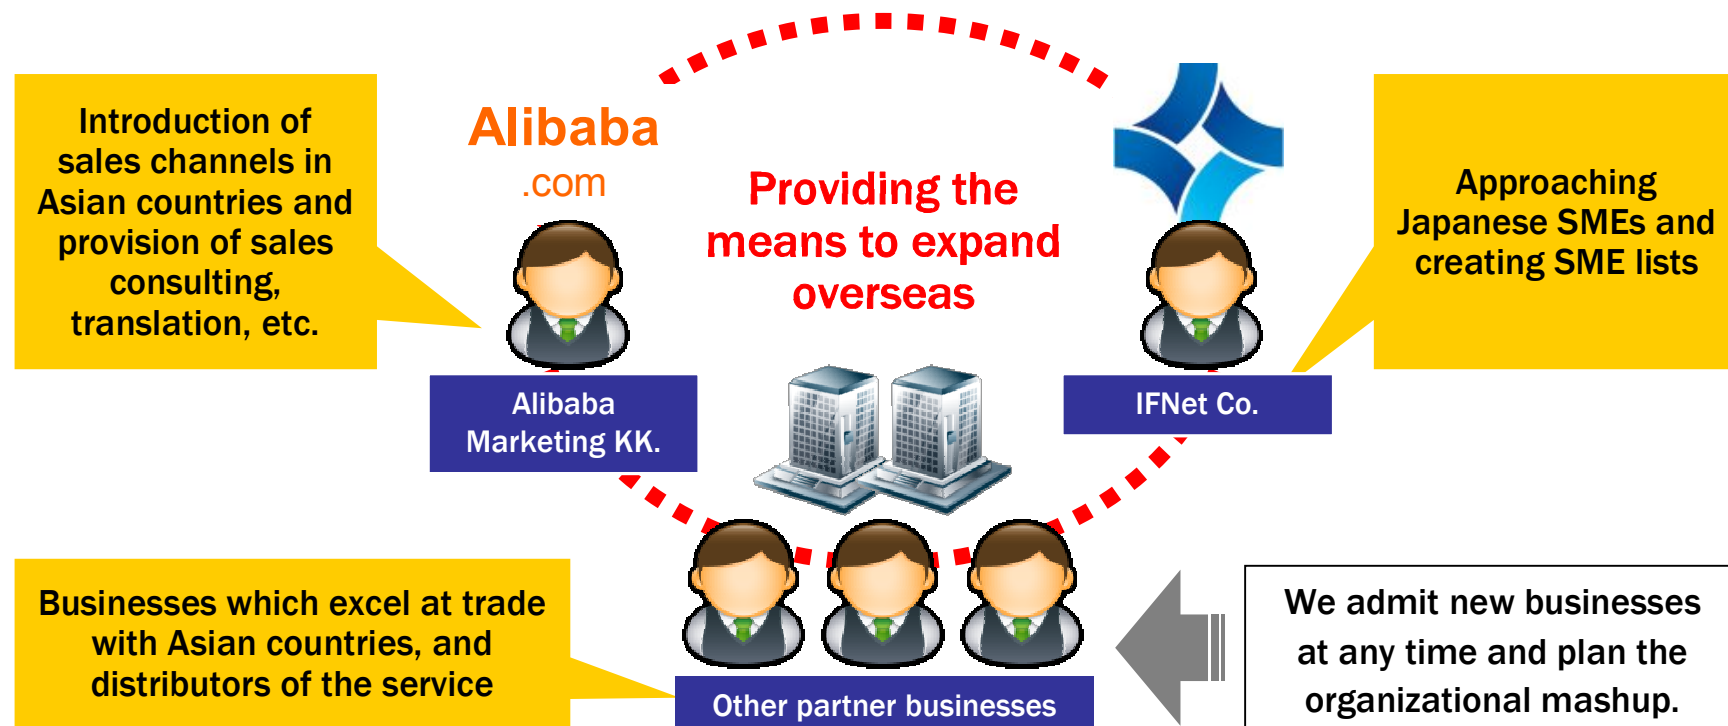 Introduction of
sales channels in
Asian countries and
provision of sales
consulting,
translation, etc.
Alibaba
.com
Providing the
means to expand
overseas
Approaching
Japanese SMEs and
creating SME lists
Alibaba
Marketing KK.
IFNet Co.
Businesses which excel at trade
with Asian countries, and
distributors of the service
Other partner businesses
We admit new businesses
at any time and plan the
organizational mashup.